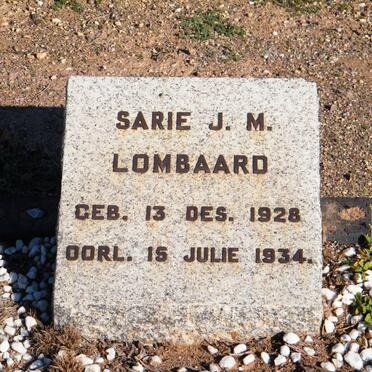 SARIE J. M.
LOMBAARD
GEB. 13 DES. 1928
OORL. 15 JULIE 1934.